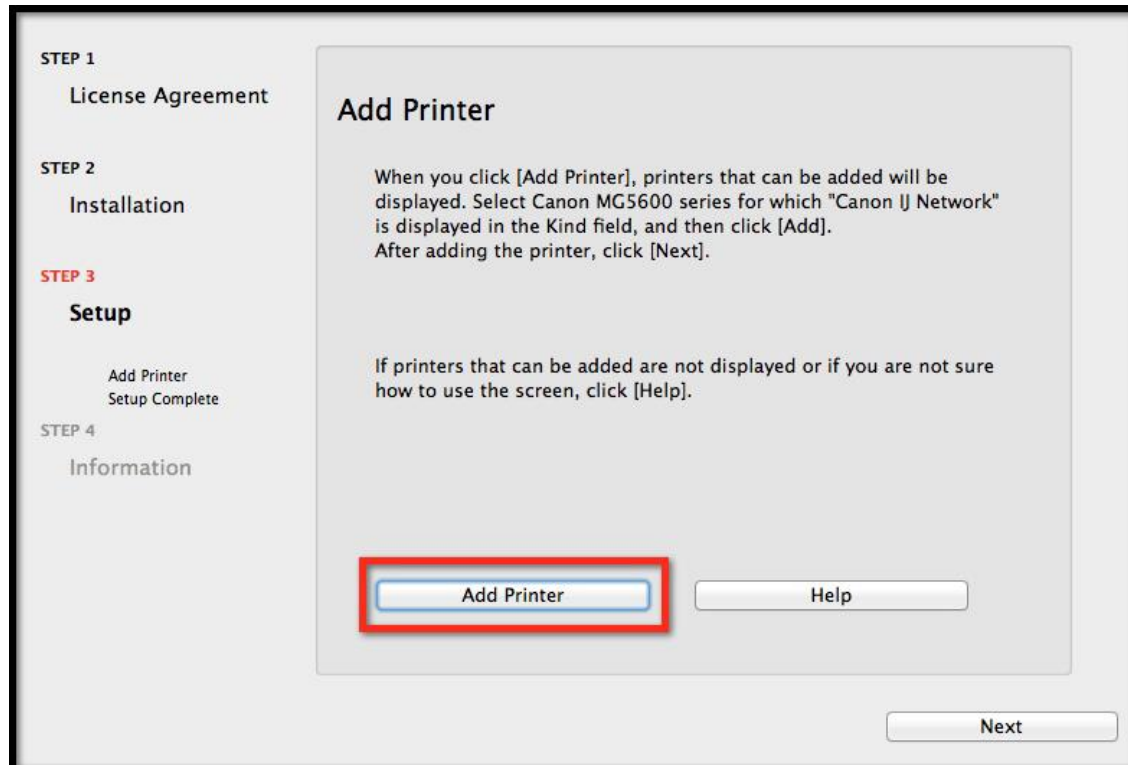 STEP 1
License Agreement
STEP 2
Installation
STEP 3
Setup
Add Printer
Setup Complete
STEP 4
Information
Add Printer
When you click [Add Printer], printers that can be added will be
displayed. Select Canon MG5600 series for which "Canon IJ Network"
is displayed in the Kind field, and then click [Add].
After adding the printer, click [Next].
If printers that can be added are not displayed or if you are not sure
how to use the screen, click [Help].
Add Printer
Help
Next